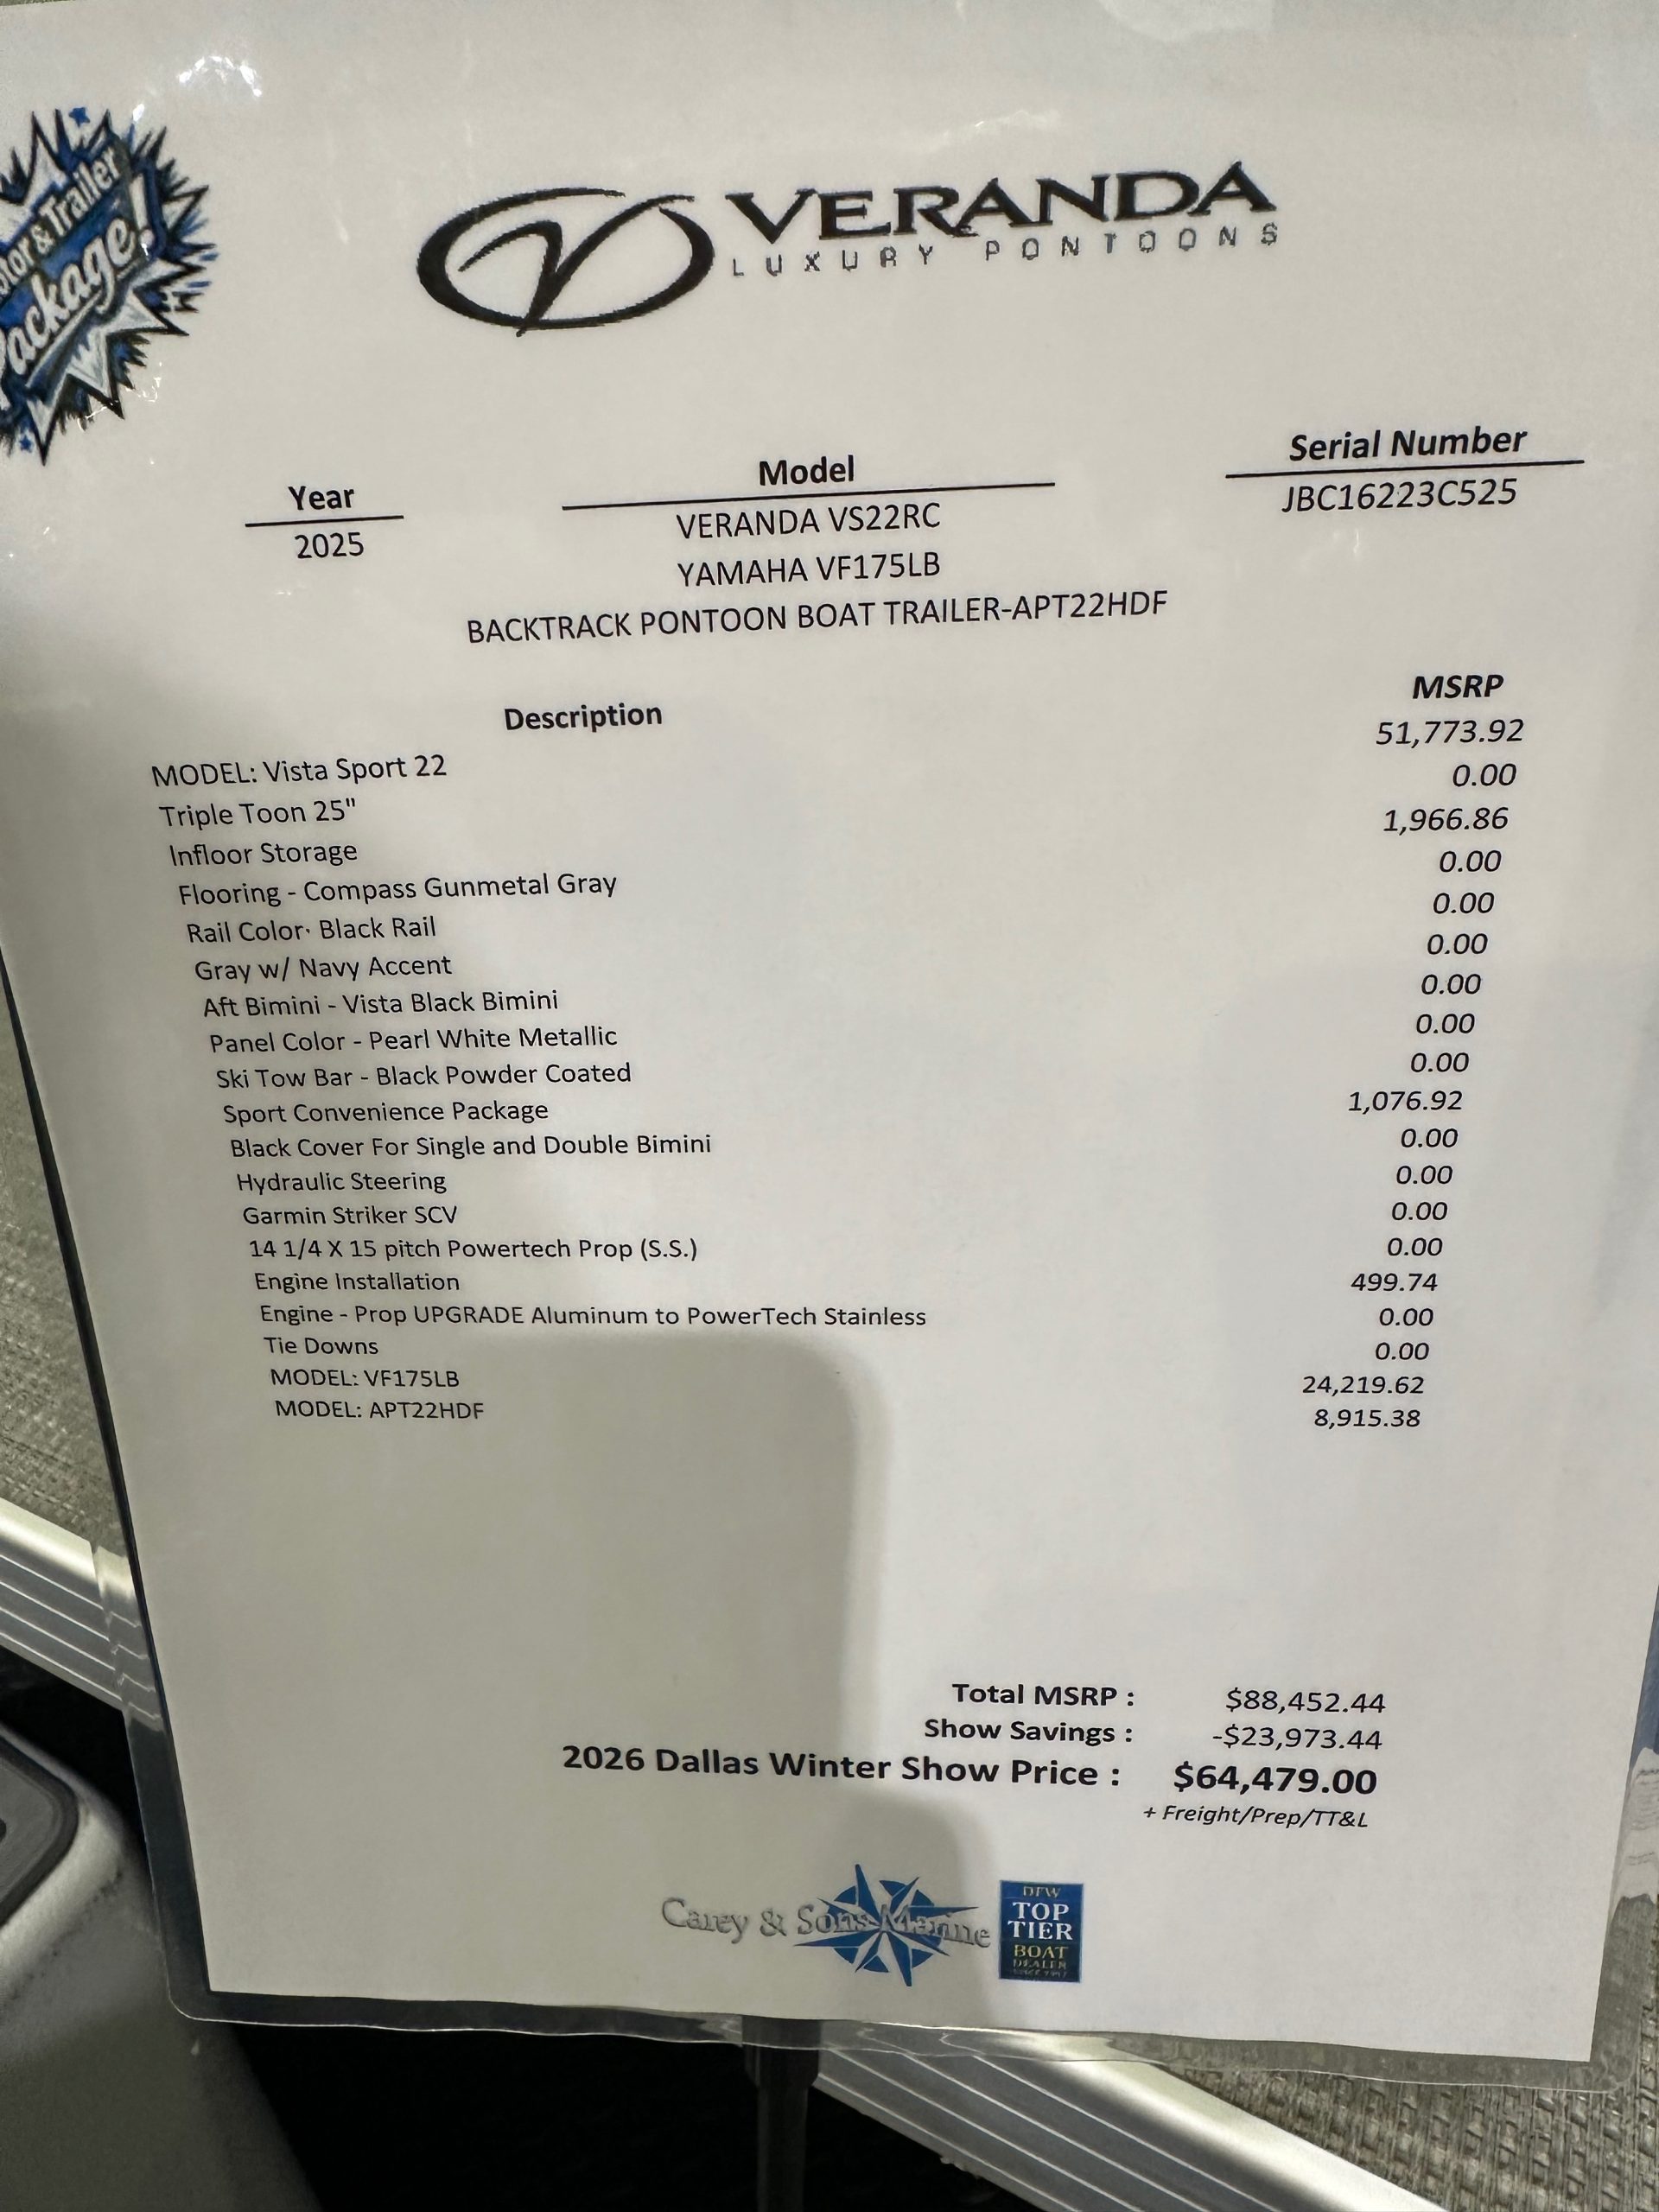 & Trailer
Package!
VERANDA
LUXURY PONTOONS
Year Model Serial Number
2025 VERANDA VS22RC JBC16223C525
YAMAHA VF175LB
BACKTRACK PONTOON BOAT TRAILER-APT22HDF
Description MSRP
MODEL: Vista Sport 22 51,773.92
Triple Toon 25" 0.00
Infloor Storage 1,966.86
Flooring - Compass Gunmetal Gray 0.00
Rail Color· Black Rail 0.00
Gray w/ Navy Accent 0.00
Aft Bimini - Vista Black Bimini 0.00
Panel Color - Pearl White Metallic 0.00
Ski Tow Bar - Black Powder Coated 0.00
Sport Convenience Package 1,076.92
Black Cover For Single and Double Bimini 0.00
Hydraulic Steering 0.00
Garmin Striker SCV 0.00
14 1/4 X 15 pitch Powertech Prop (S.S.) 0.00
Engine Installation 499.74
Engine - Prop UPGRADE Aluminum to PowerTech Stainless 0.00
Tie Downs 0.00
MODEL: VF175LB 24,219.62
MODEL: APT22HDF 8,915.38
Total MSRP : $88,452.44
Show Savings : -$23,973.44
2026 Dallas Winter Show Price : $64,479.00
+ Freight/Prep/TT&L
Carey & Sons Marine
DFW
TOP
TIER
BOAT
DEALER